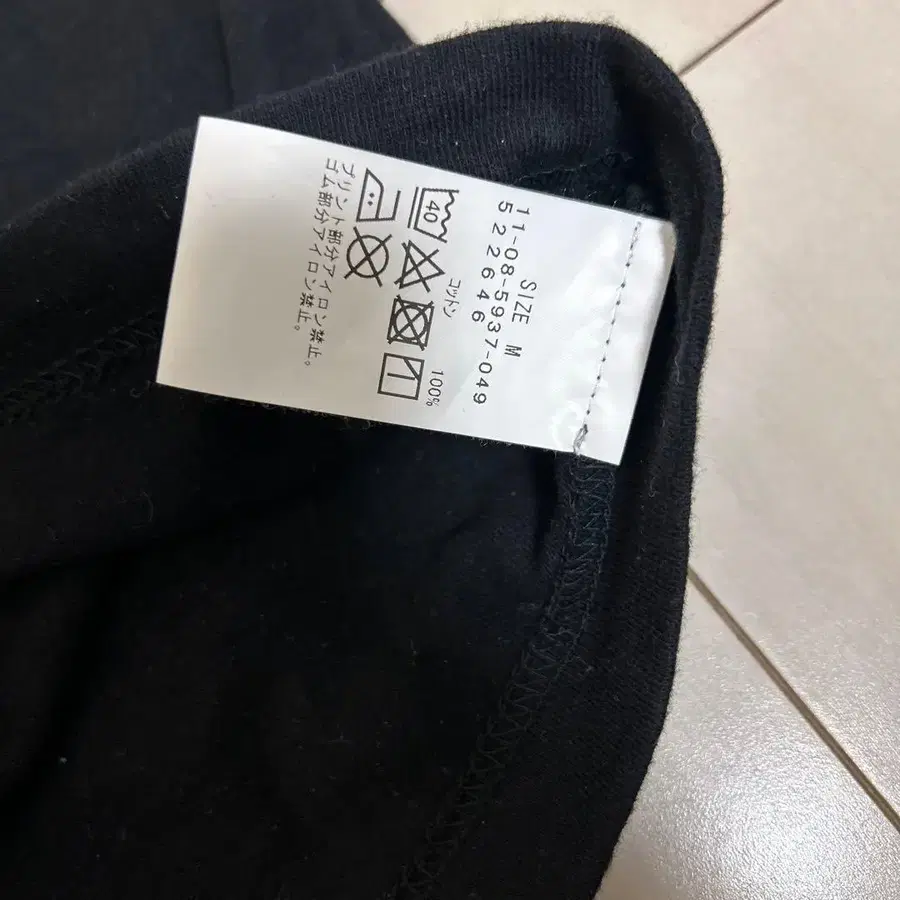 SIZE M
11-08-5937-049
522646
コットン 100%
40
プリント部分アイロン禁止。
ゴム部分アイロン禁止。